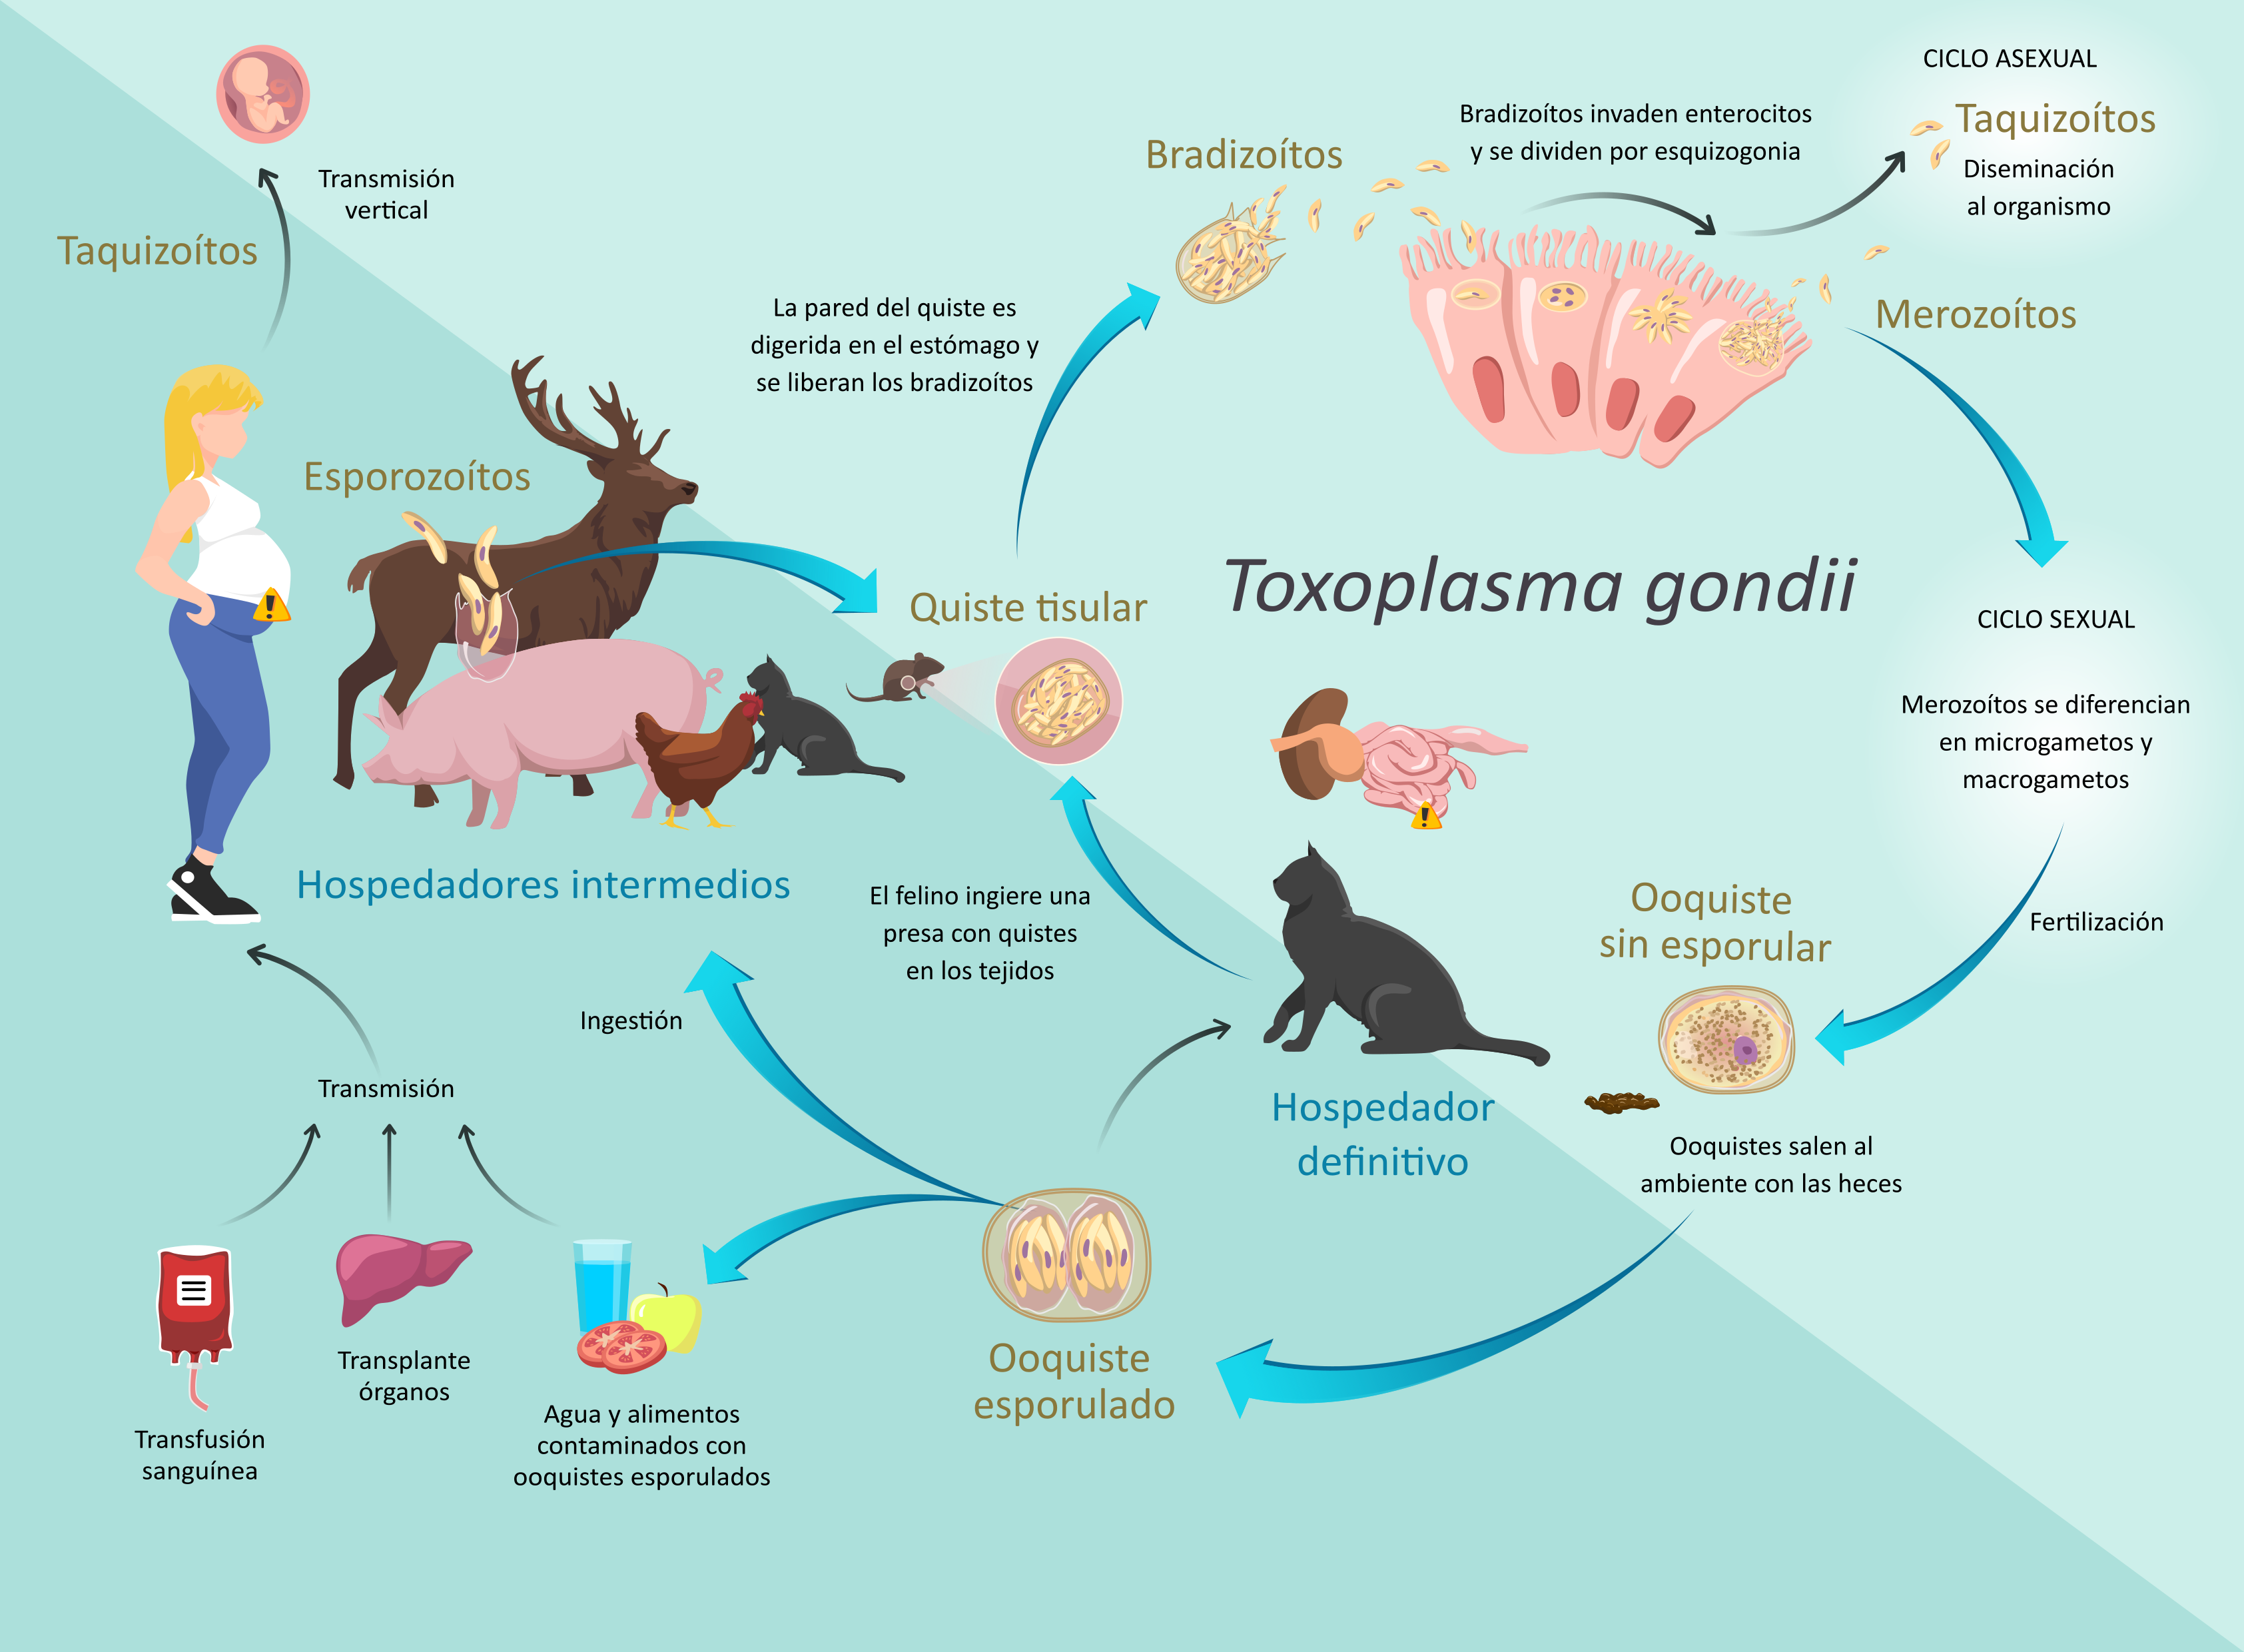 CICLO ASEXUAL
Taquizoítos
Diseminación
al organismo
Bradizoítos invaden enterocitos
y se dividen por esquizogonia
Bradizoítos
Merozoítos
Transmisión
vertical
Taquizoítos
La pared del quiste es
digerida en el estómago y
se liberan los bradizoítos
Esporozoítos
Quiste tisular
Toxoplasma gondii
CICLO SEXUAL
Merozoítos se diferencian
en microgametos y
macrogametos
Hospedadores intermedios
El felino ingiere una
presa con quistes
en los tejidos
Ooquiste
sin esporular
Fertilización
Ingestión
Transmisión
Hospedador
definitivo
Ooquistes salen al
ambiente con las heces
Ooquiste
esporulado
Transfusión
sanguínea
Transplante
órganos
Agua y alimentos
contaminados con
ooquistes esporulados